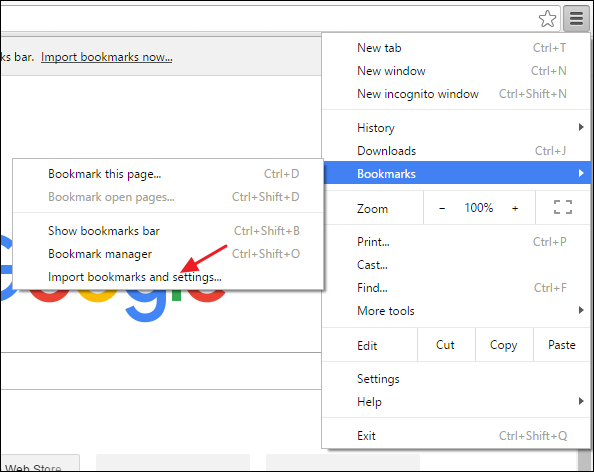 ks bar. Import bookmarks now...
New tab Ctrl+T
New window Ctrl+N
New incognito window Ctrl+Shift+N
History
Downloads Ctrl+J
Bookmarks
Bookmark this page... Ctrl+D
Bookmark open pages... Ctrl+Shift+D
Show bookmarks bar Ctrl+Shift+B
Bookmark manager Ctrl+Shift+O
Import bookmarks and settings...
Zoom − 100% +
Print... Ctrl+P
Cast...
Find... Ctrl+F
More tools
Edit Cut Copy Paste
Settings
Help
Exit Ctrl+Shift+Q
Google
Web Store